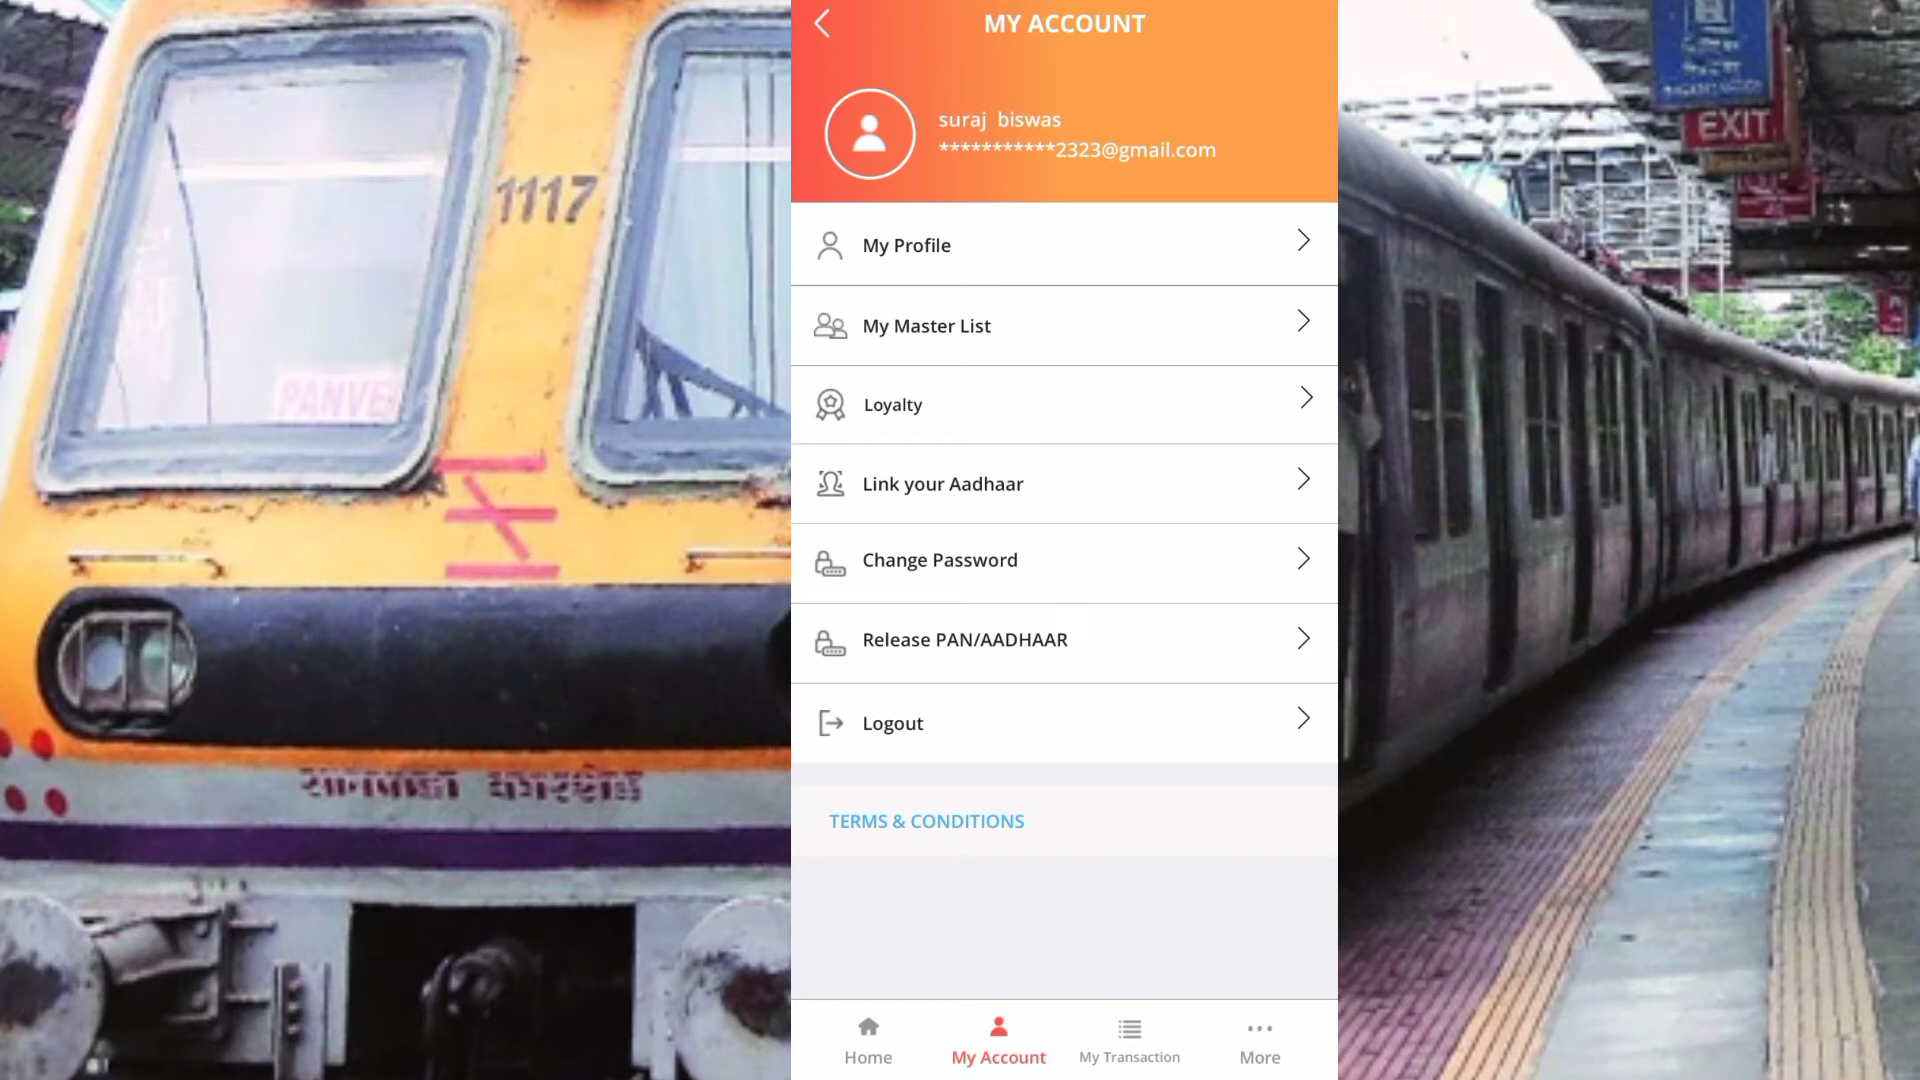 MY ACCOUNT
suraj biswas
***********2323@gmail.com
1117
PANVE
My Profile
My Master List
Loyalty
Link your Aadhaar
Change Password
Release PAN/AADHAAR
Logout
TERMS & CONDITIONS
Home
My Account
My Transaction
More
EXIT